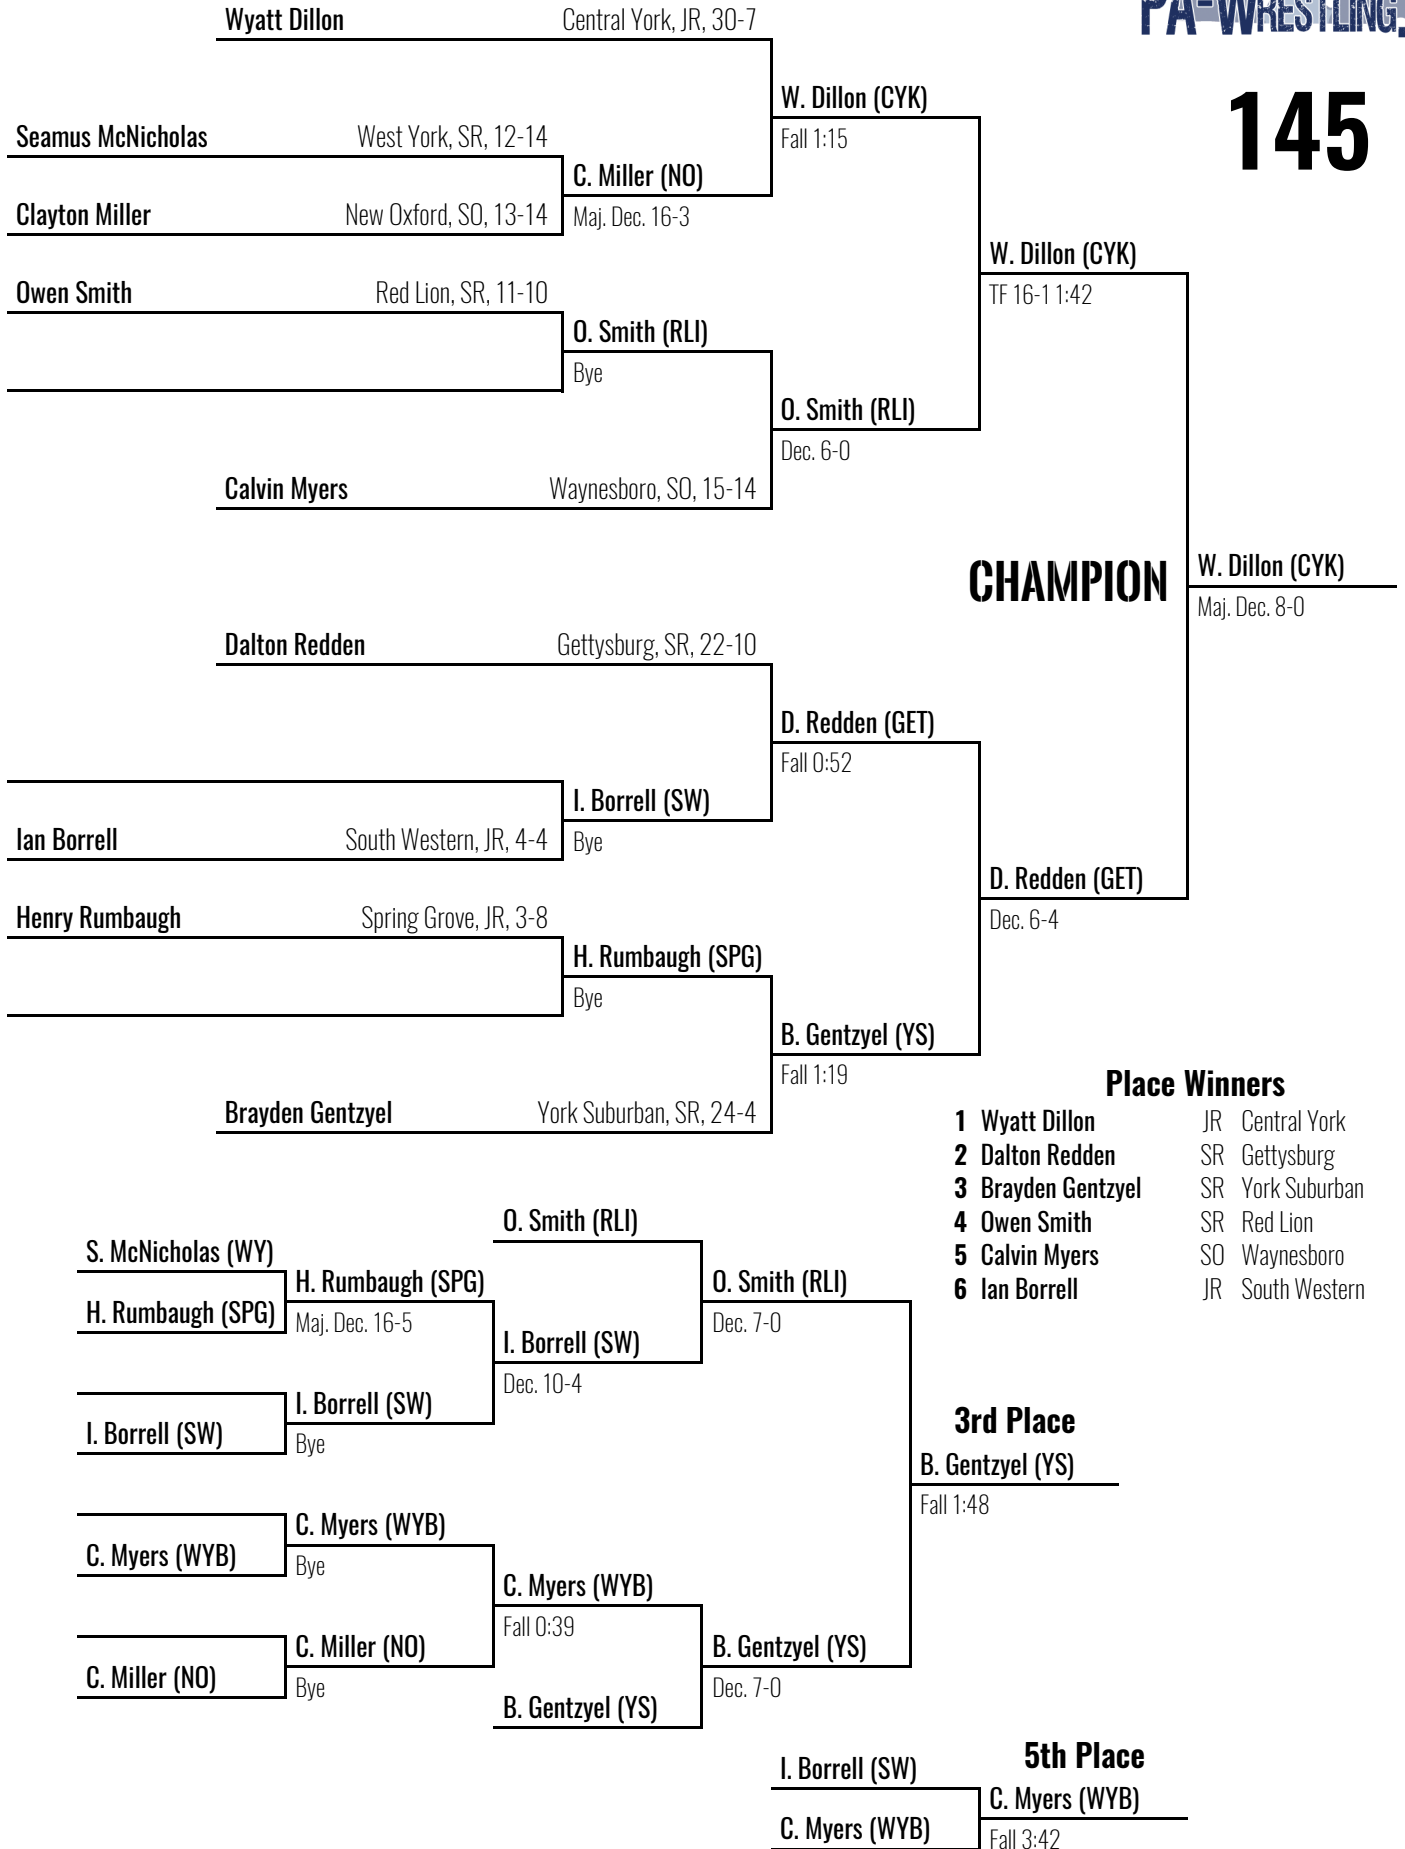 Wyatt Dillon Central York, JR, 30-7
PA-WRESTLING
145
W. Dillon (CYK)
Fall 1:15
Seamus McNicholas West York, SR, 12-14
C. Miller (NO)
Clayton Miller New Oxford, SO, 13-14
Maj. Dec. 16-3
W. Dillon (CYK)
TF 16-1 1:42
Owen Smith Red Lion, SR, 11-10
O. Smith (RLI)
Bye
O. Smith (RLI)
Dec. 6-0
Calvin Myers Waynesboro, SO, 15-14
CHAMPION
W. Dillon (CYK)
Maj. Dec. 8-0
Dalton Redden Gettysburg, SR, 22-10
D. Redden (GET)
Fall 0:52
I. Borrell (SW)
Ian Borrell South Western, JR, 4-4
Bye
D. Redden (GET)
Dec. 6-4
Henry Rumbaugh Spring Grove, JR, 3-8
H. Rumbaugh (SPG)
Bye
B. Gentzyel (YS)
Fall 1:19
Brayden Gentzyel York Suburban, SR, 24-4
Place Winners
1 Wyatt Dillon JR Central York
2 Dalton Redden SR Gettysburg
3 Brayden Gentzyel SR York Suburban
4 Owen Smith SR Red Lion
5 Calvin Myers SO Waynesboro
6 Ian Borrell JR South Western
O. Smith (RLI)
S. McNicholas (WY)
H. Rumbaugh (SPG)
H. Rumbaugh (SPG)
Maj. Dec. 16-5
O. Smith (RLI)
Dec. 7-0
I. Borrell (SW)
Dec. 10-4
I. Borrell (SW)
I. Borrell (SW)
Bye
3rd Place
B. Gentzyel (YS)
Fall 1:48
C. Myers (WYB)
C. Myers (WYB)
Bye
C. Myers (WYB)
Fall 0:39
C. Miller (NO)
C. Miller (NO)
Bye
B. Gentzyel (YS)
Dec. 7-0
B. Gentzyel (YS)
5th Place
I. Borrell (SW)
C. Myers (WYB)
C. Myers (WYB)
Fall 3:42